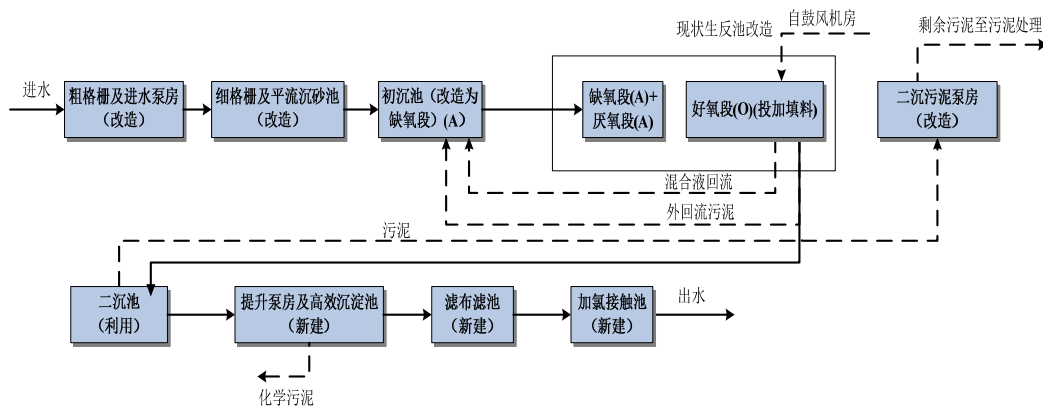 自鼓风机房
剩余污泥至污泥处理
现状生反池改造
进水
粗格栅及进水泵房
（改造）
细格栅及平流沉砂池
（改造）
初沉池（改造为
缺氧段）(A）
缺氧段(A)+
厌氧段(A)
好氧段(O)(投加填料)
二沉污泥泵房
（改造）
混合液回流
外回流污泥
污泥
二沉池
（利用）
提升泵房及高效沉淀池
（新建）
滤布滤池
（新建）
加氯接触池
（新建）
出水
化学污泥